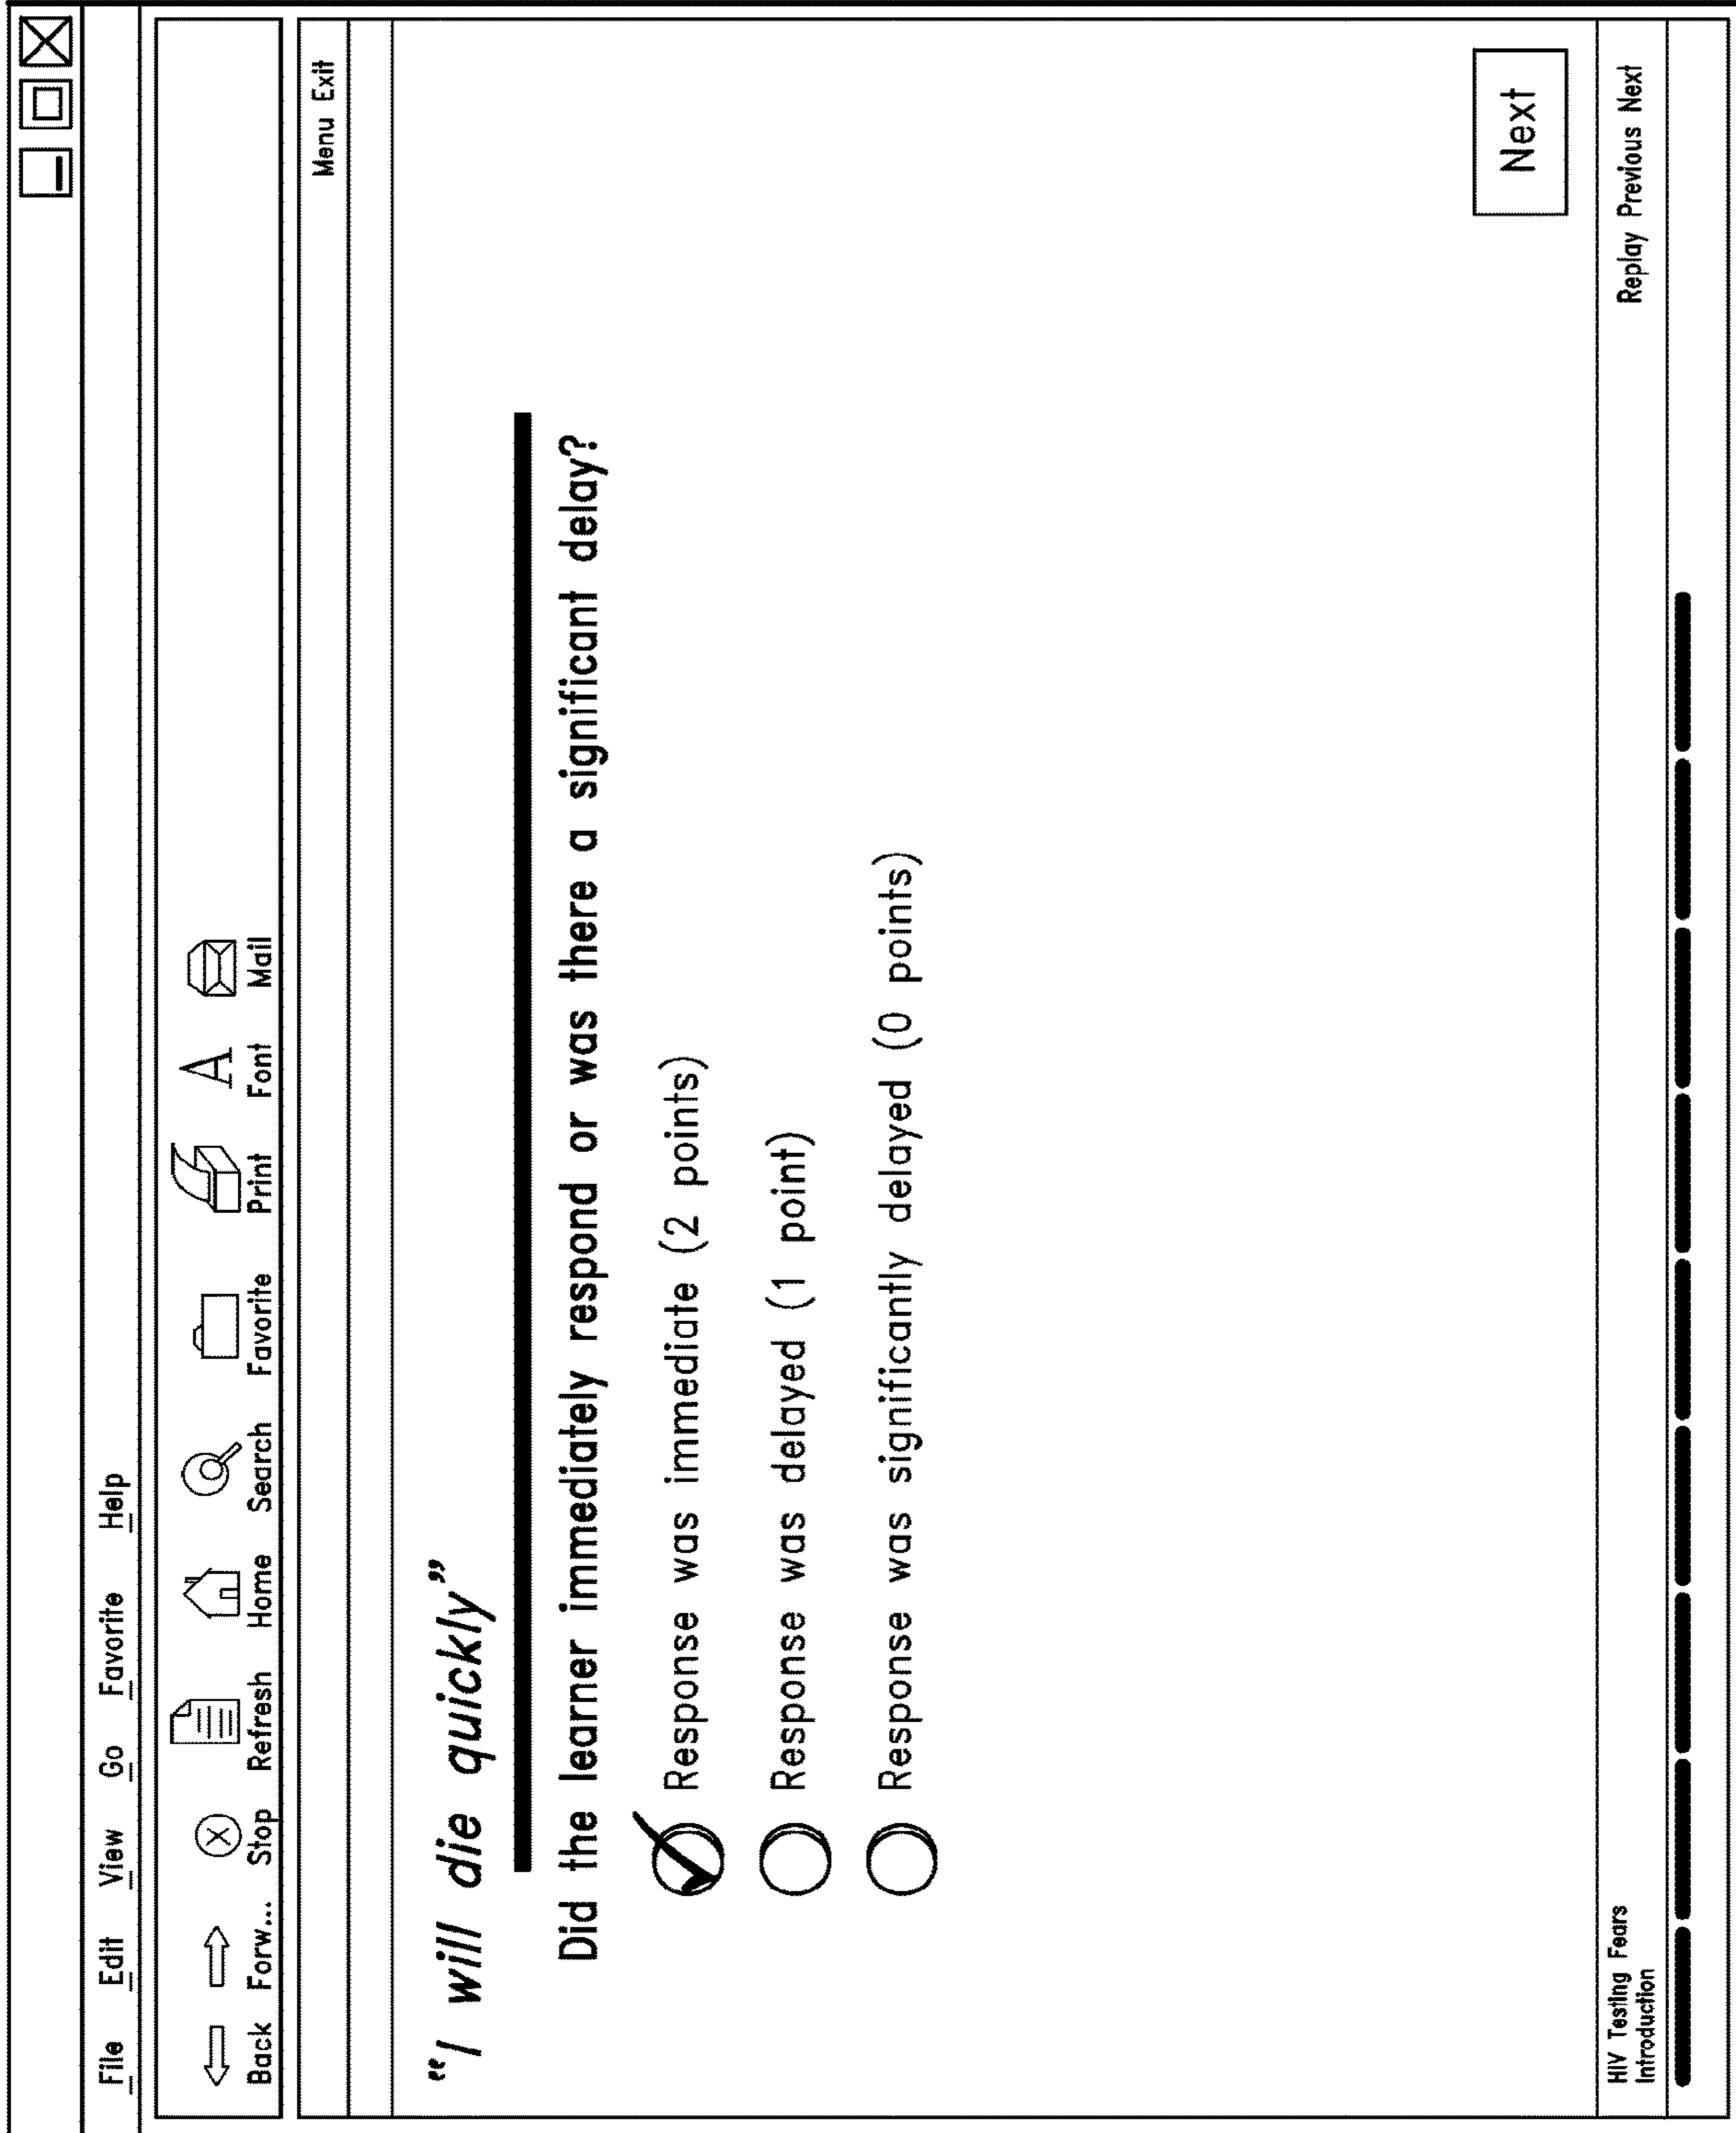 File Edit View Go Favorite Help
Back Forw... Stop Refresh Home Search Favorite Print Font Mail
Menu Exit
"I will die quickly"
Did the learner immediately respond or was there a significant delay?
Response was immediate (2 points)
Response was delayed (1 point)
Response was significantly delayed (0 points)
Next
HIV Testing Fears
Introduction
Replay Previous Next